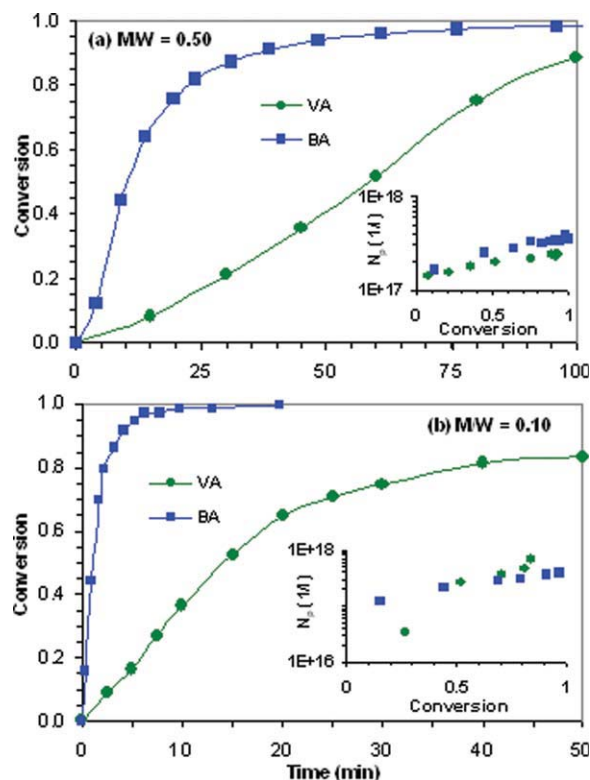 (a) M/W = 0.50
Conversion
1.0
0.8
0.6
0.4
0.2
0.0
VA
BA
Np (1/l)
1E+18
1E+17
0 0.5 1
Conversion
0 25 50 75 100
(b) M/W = 0.10
Conversion
1.0
0.8
0.6
0.4
0.2
0.0
VA
BA
Np (1/l)
1E+18
1E+16
0 0.5 1
Conversion
0 10 20 30 40 50
Time (min)